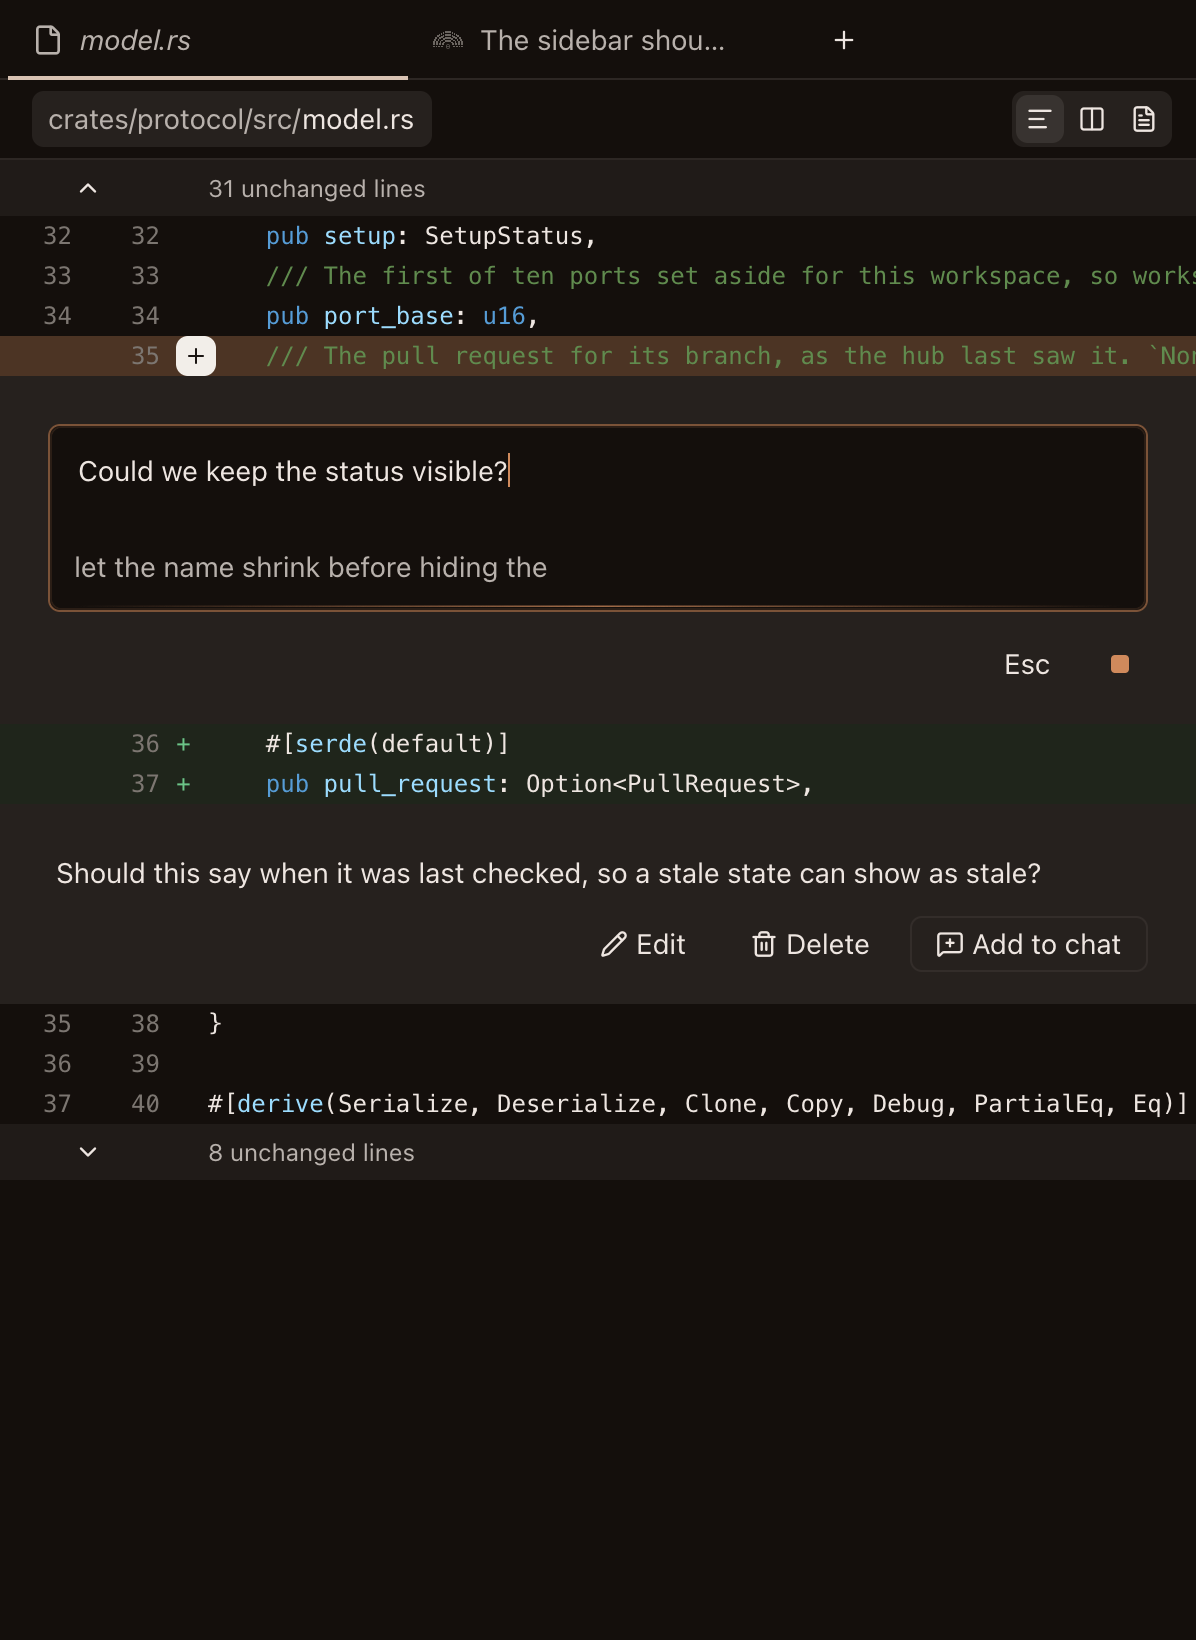 model.rs
The sidebar shou...
crates/protocol/src/model.rs
31 unchanged lines
32 32 pub setup: SetupStatus,
33 33 /// The first of ten ports set aside for this workspace, so works
34 34 pub port_base: u16,
35 + /// The pull request for its branch, as the hub last saw it. `Non
Could we keep the status visible?
let the name shrink before hiding the
Esc
36 + #[serde(default)]
37 + pub pull_request: Option<PullRequest>,
Should this say when it was last checked, so a stale state can show as stale?
Edit Delete Add to chat
35 38 }
36 39
37 40 #[derive(Serialize, Deserialize, Clone, Copy, Debug, PartialEq, Eq)]
8 unchanged lines